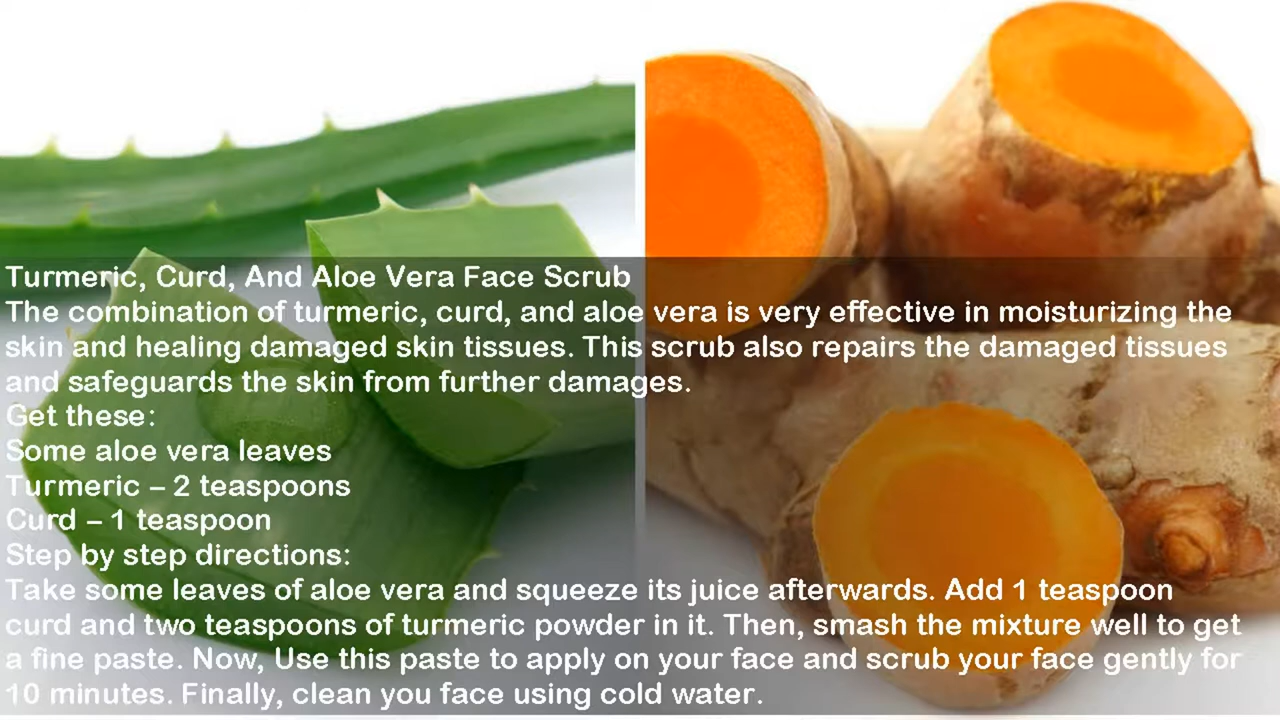 Turmeric, Curd, And Aloe Vera Face Scrub
The combination of turmeric, curd, and aloe vera is very effective in moisturizing the
skin and healing damaged skin tissues. This scrub also repairs the damaged tissues
and safeguards the skin from further damages.
Get these:
Some aloe vera leaves
Turmeric – 2 teaspoons
Curd – 1 teaspoon
Step by step directions:
Take some leaves of aloe vera and squeeze its juice afterwards. Add 1 teaspoon
curd and two teaspoons of turmeric powder in it. Then, smash the mixture well to get
a fine paste. Now, Use this paste to apply on your face and scrub your face gently for
10 minutes. Finally, clean you face using cold water.